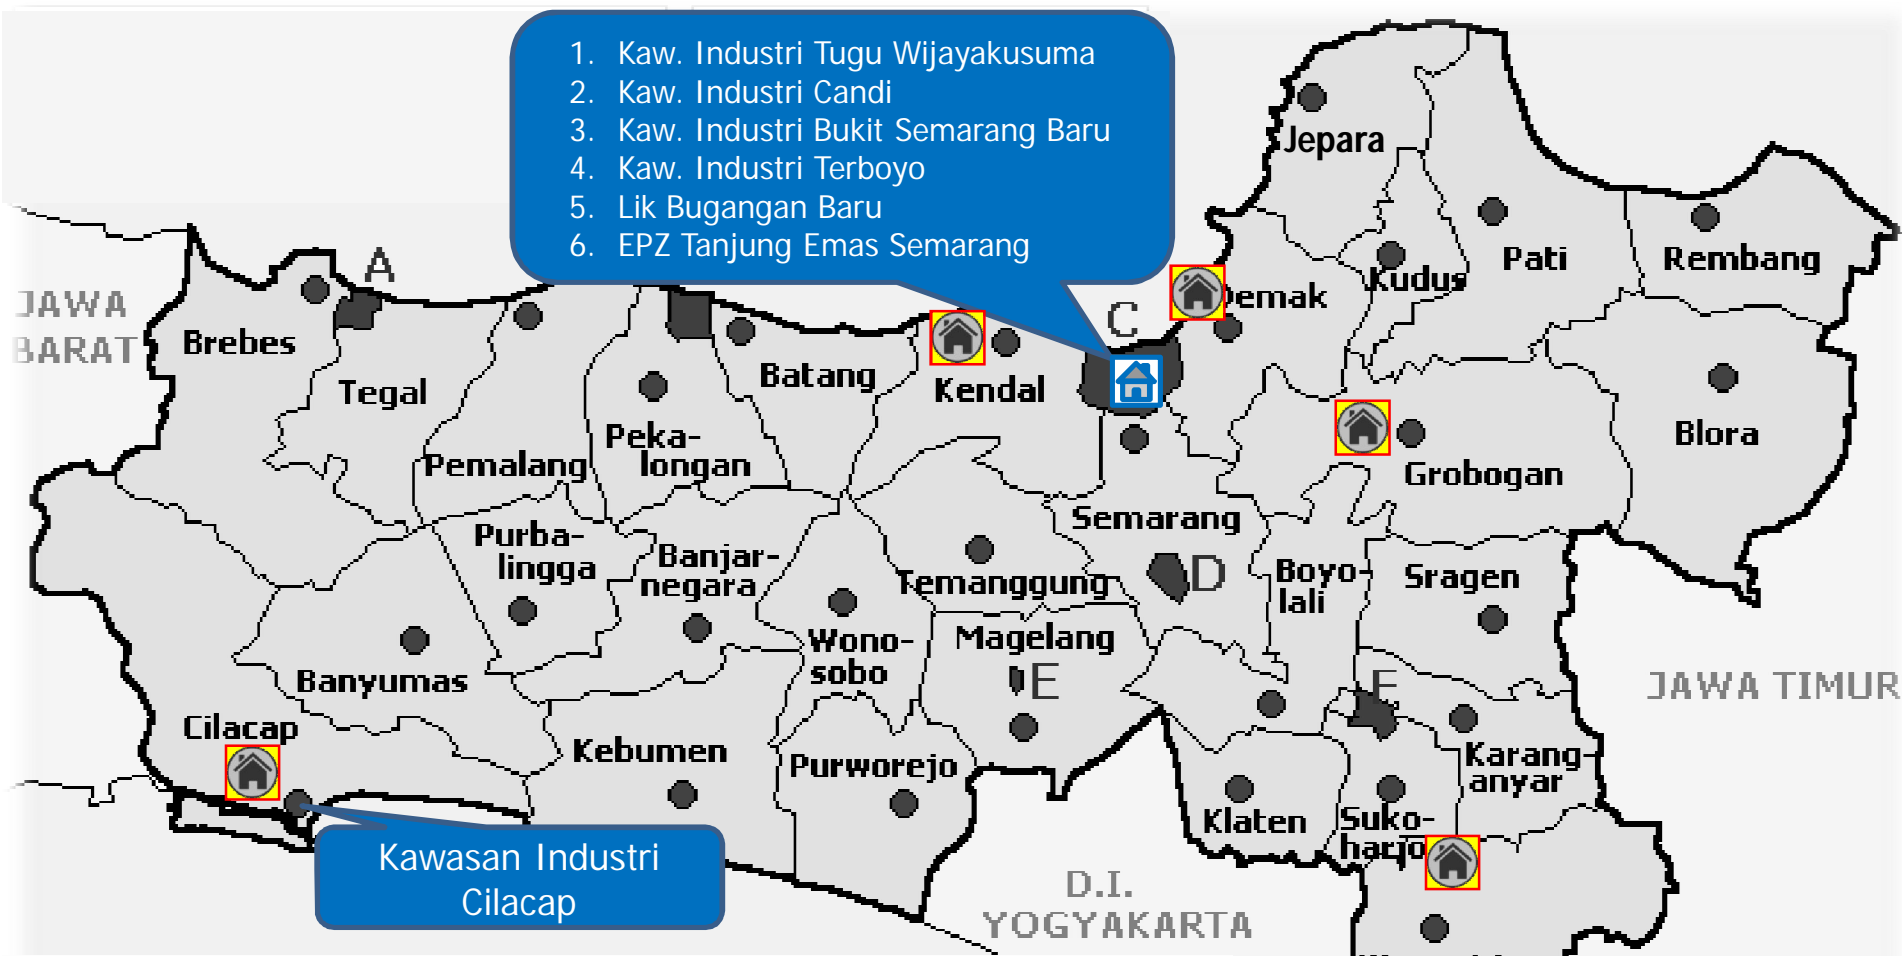 1. Kaw. Industri Tugu Wijayakusuma
2. Kaw. Industri Candi
3. Kaw. Industri Bukit Semarang Baru
4. Kaw. Industri Terboyo
5. Lik Bugangan Baru
6. EPZ Tanjung Emas Semarang
Jepara
A
Kudus
Pati
Rembang
JAWA
BARAT
Brebes
Tegal
Pemalang
Peka-
longan
Batang
Kendal
C
Demak
Grobogan
Blora
Purba-
lingga
Banjar-
negara
Temanggung
Semarang
D
Boyo-
lali
Sragen
Banyumas
Wono-
sobo
Magelang
E
F
JAWA TIMUR
Cilacap
Kebumen
Purworejo
Klaten
Suko-
harjo
Karang-
anyar
Kawasan Industri
Cilacap
D.I.
YOGYAKARTA